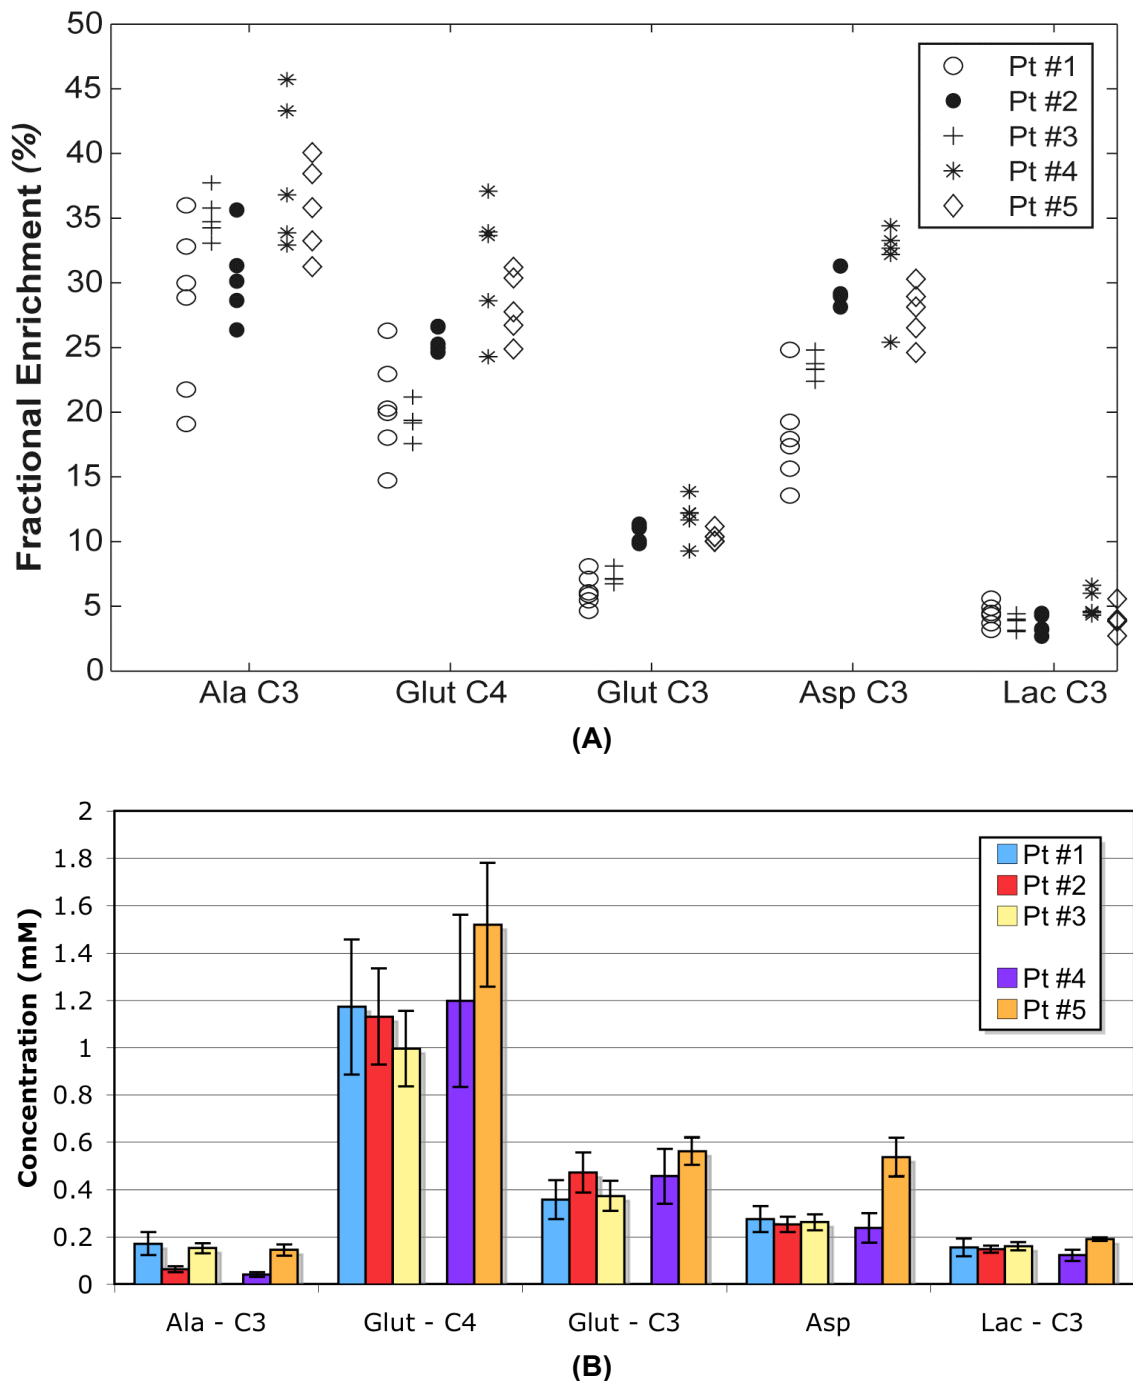 Fractional Enrichment (%)
50
45
40
35
30
25
20
15
10
5
0
Pt #1
Pt #2
Pt #3
Pt #4
Pt #5
Ala C3 Glut C4 Glut C3 Asp C3 Lac C3
(A)
Concentration (mM)
2
1.8
1.6
1.4
1.2
1
0.8
0.6
0.4
0.2
0
Pt #1
Pt #2
Pt #3
Pt #4
Pt #5
Ala - C3 Glut - C4 Glut - C3 Asp Lac - C3
(B)